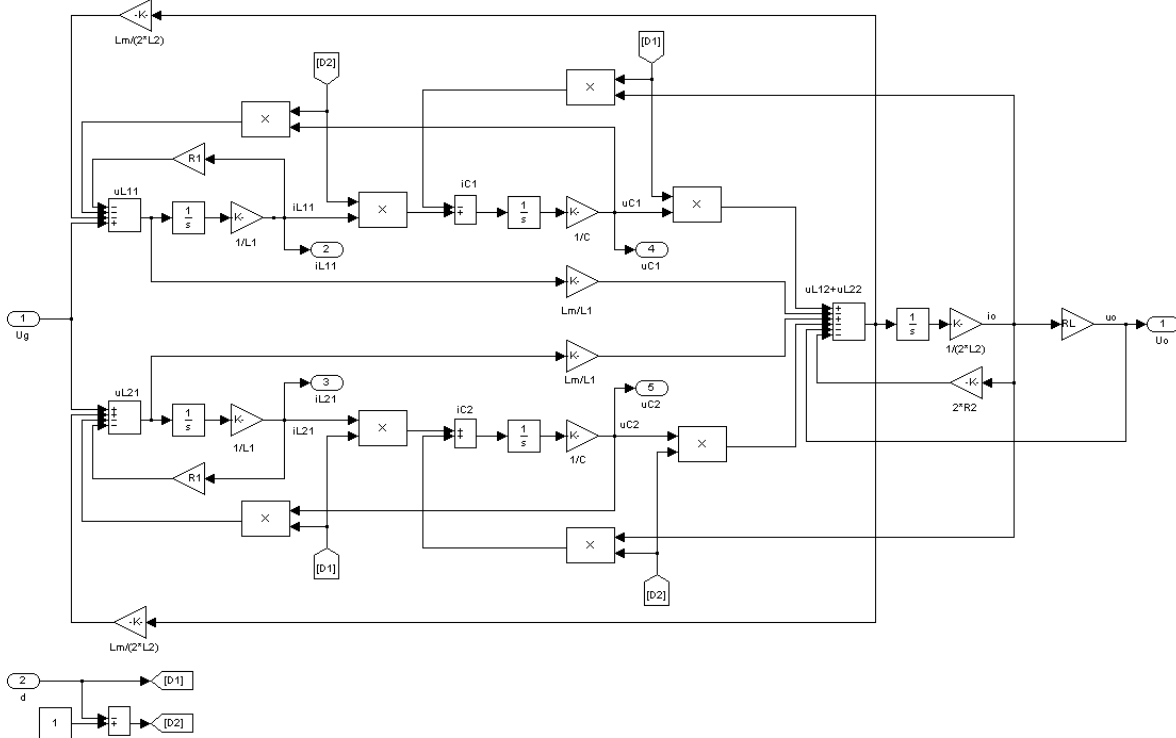 -K-
Lm/(2*L2)
[D2]
[D1]
×
×
R1
uL11
1
s
K-
1/L1
iL11
2
iL11
×
iC1
1
s
K-
1/C
uC1
4
uC1
×
K-
Lm/L1
1
Ug
uL12+uL22
1
s
K-
1/(2*L2)
io
RL
uo
1
Uo
K-
Lm/L1
-K-
2*R2
3
iL21
5
uC2
uL21
1
s
K-
1/L1
iL21
×
iC2
1
s
K-
1/C
uC2
×
R1
×
[D1]
×
[D2]
-K-
Lm/(2*L2)
2
d
[D1]
1
[D2]